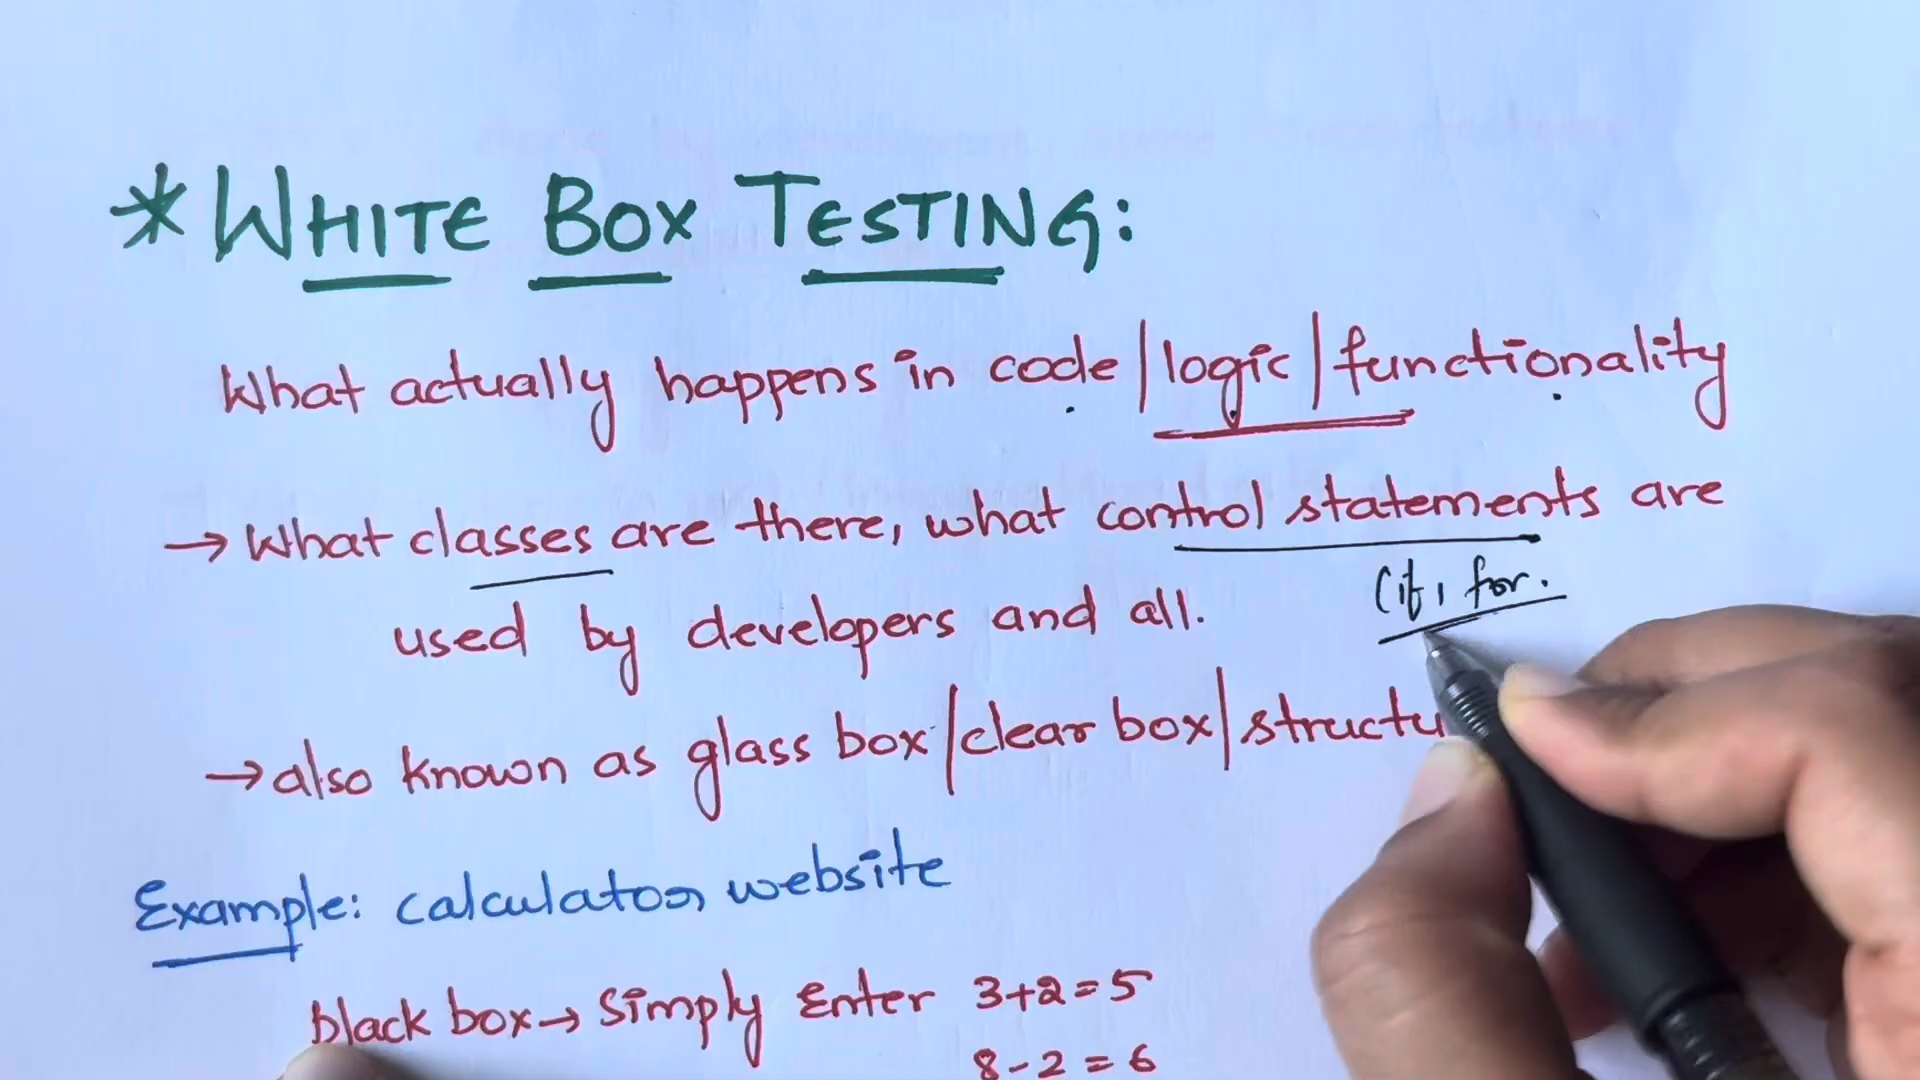 * WHITE BOX TESTING:
What actually happens in code/logic/functionality
→ What classes are there, what control statements are
(if, for.
used by developers and all.
→ also known as glass box/clear box/structu
Example: calculator website
black box → Simply Enter 3+2=5
8-2=6